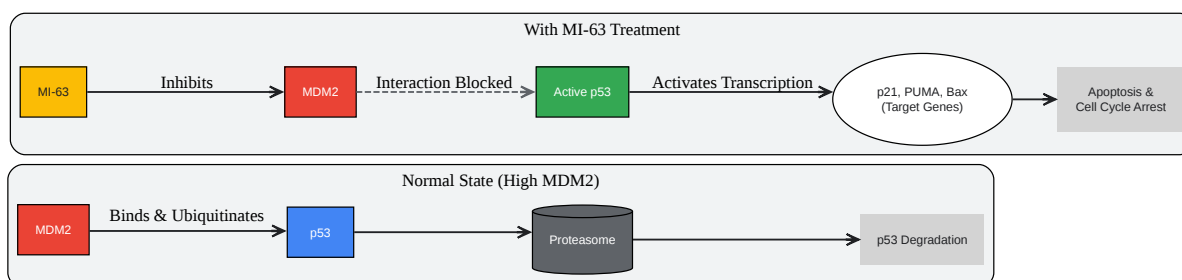 With MI-63 Treatment
MI-63
Inhibits
MDM2
Interaction Blocked
Active p53
Activates Transcription
p21, PUMA, Bax
(Target Genes)
Apoptosis &
Cell Cycle Arrest
Normal State (High MDM2)
MDM2
Binds & Ubiquitinates
p53
Proteasome
p53 Degradation